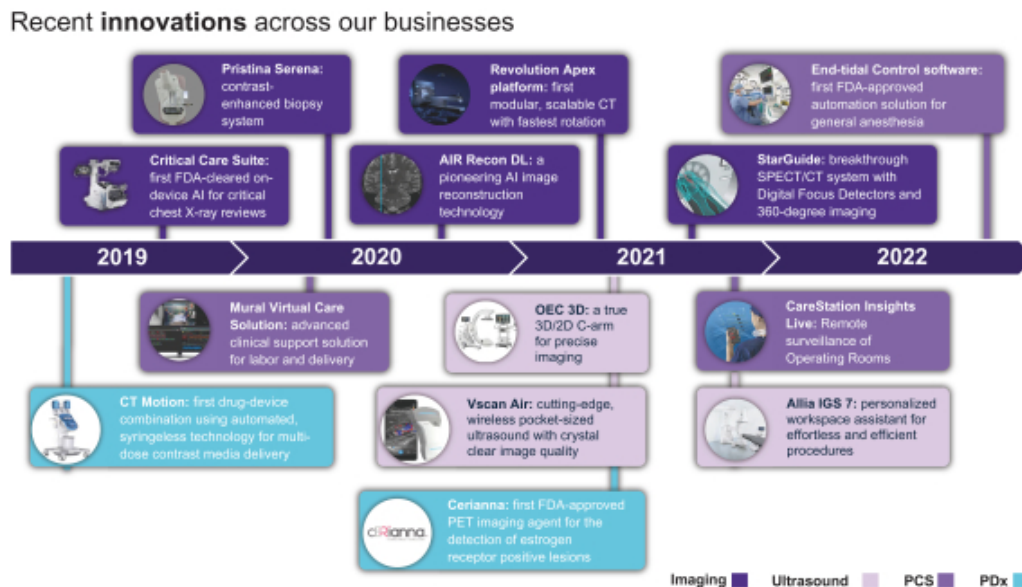 Recent innovations across our businesses
Pristina Serena:
contrast-
enhanced biopsy
system
Revolution Apex
platform: first
modular, scalable CT
with fastest rotation
End-tidal Control software:
first FDA-approved
automation solution for
general anesthesia
Critical Care Suite:
first FDA-cleared on-
device AI for critical
chest X-ray reviews
AIR Recon DL: a
pioneering AI image
reconstruction
technology
StarGuide: breakthrough
SPECT/CT system with
Digital Focus Detectors and
360-degree imaging
2019
2020
2021
2022
Mural Virtual Care
Solution: advanced
clinical support solution
for labor and delivery
OEC 3D: a true
3D/2D C-arm
for precise
imaging
CareStation Insights
Live: Remote
surveillance of
Operating Rooms
CT Motion: first drug-device
combination using automated,
syringeless technology for multi-
dose contrast media delivery
Vscan Air: cutting-edge,
wireless pocket-sized
ultrasound with crystal
clear image quality
Allia IGS 7: personalized
workspace assistant for
effortless and efficient
procedures
Cerianna: first FDA-approved
PET imaging agent for the
detection of estrogen
receptor positive lesions
Imaging
Ultrasound
PCS
PDx